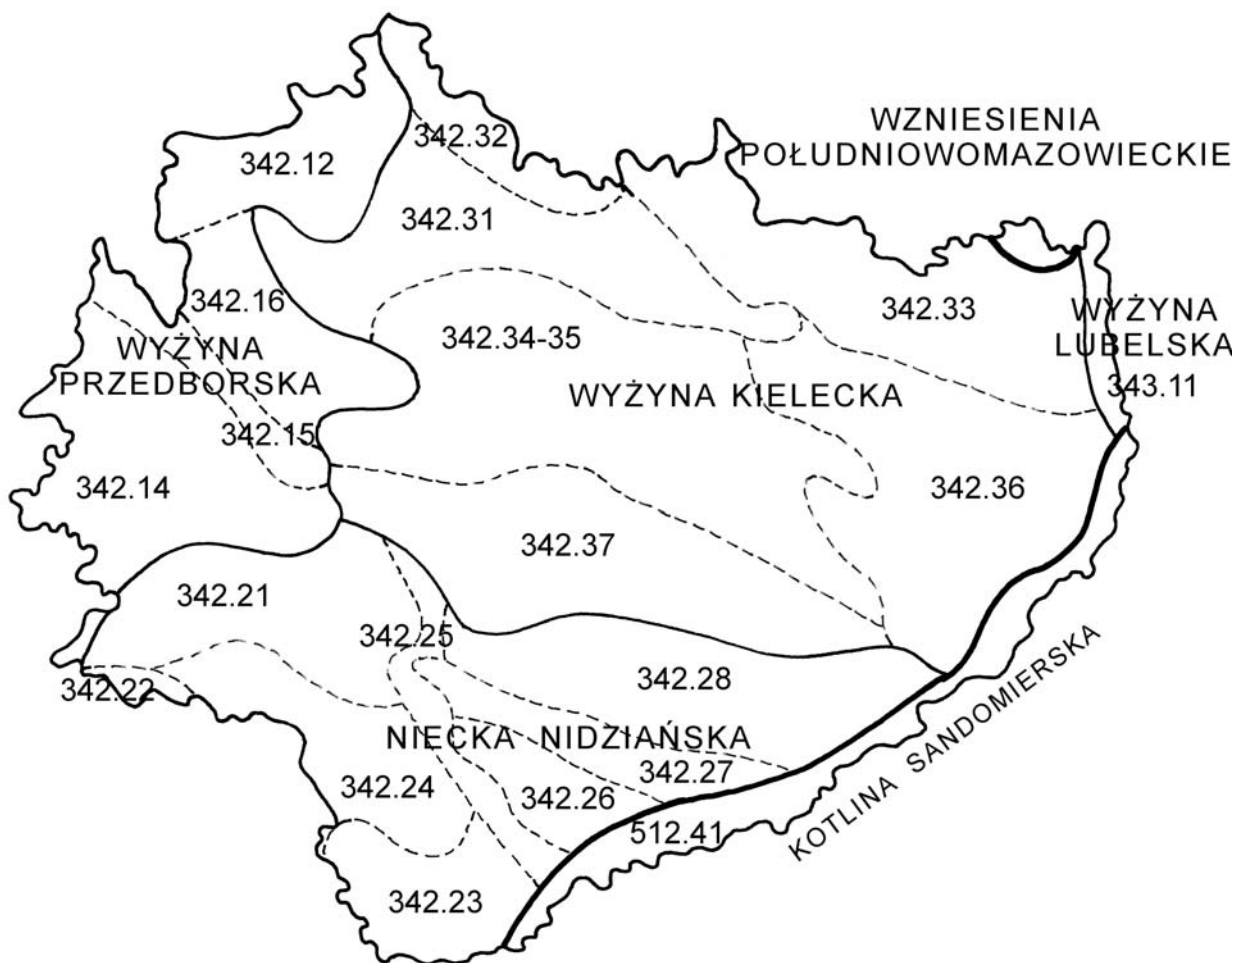 WZNIESIENIA
POŁUDNIOWOMAZOWIECKIE
342.32
342.12
342.31
342.16
342.33
342.34-35
WYŻYNA
LUBELSKA
343.11
WYŻYNA
PRZEDBORSKA
WYŻYNA KIELECKA
342.15
342.14
342.36
342.37
342.21
342.25
342.22
342.28
NIECKA NIDZIAŃSKA
342.27
342.24
342.26
512.41
KOTLINA SANDOMIERSKA
342.23